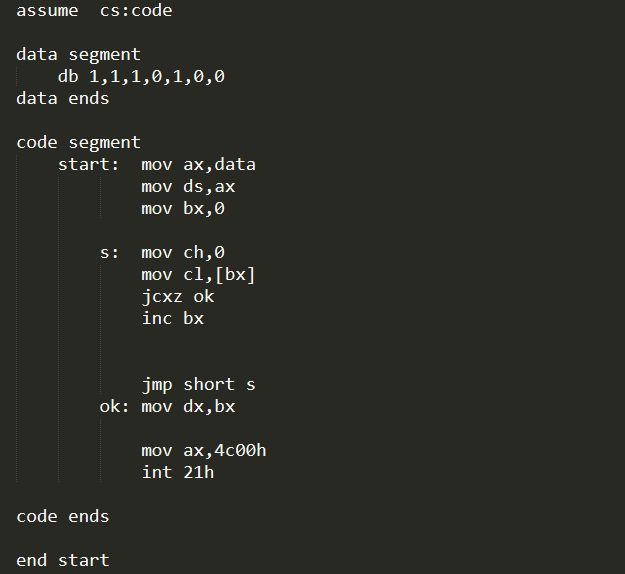 assume  cs:code
data segment
    db 1,1,1,0,1,0,0
data ends
code segment
    start:  mov ax,data
            mov ds,ax
            mov bx,0
        s:  mov ch,0
            mov cl,[bx]
            jcxz ok
            inc bx
            jmp short s
        ok: mov dx,bx
            mov ax,4c00h
            int 21h
code ends
end start